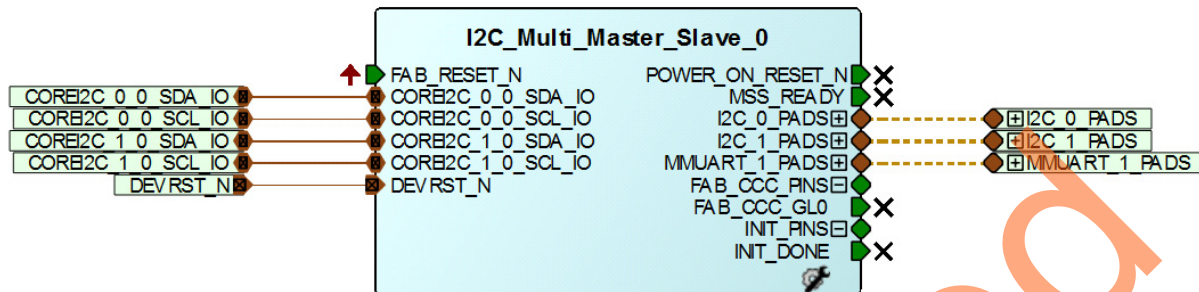 I2C_Multi_Master_Slave_0
FAB_RESET_N POWER_ON_RESET_N
COREI2C_0_0_SDA_IO COREI2C_0_0_SDA_IO MSS_READY
COREI2C_0_0_SCL_IO COREI2C_0_0_SCL_IO I2C_0_PADS I2C_0_PADS
COREI2C_1_0_SDA_IO COREI2C_1_0_SDA_IO I2C_1_PADS I2C_1_PADS
COREI2C_1_0_SCL_IO COREI2C_1_0_SCL_IO MMUART_1_PADS MMUART_1_PADS
DEVRST_N DEVRST_N FAB_CCC_PINS
FAB_CCC_GL0
INIT_PINS
INIT_DONE